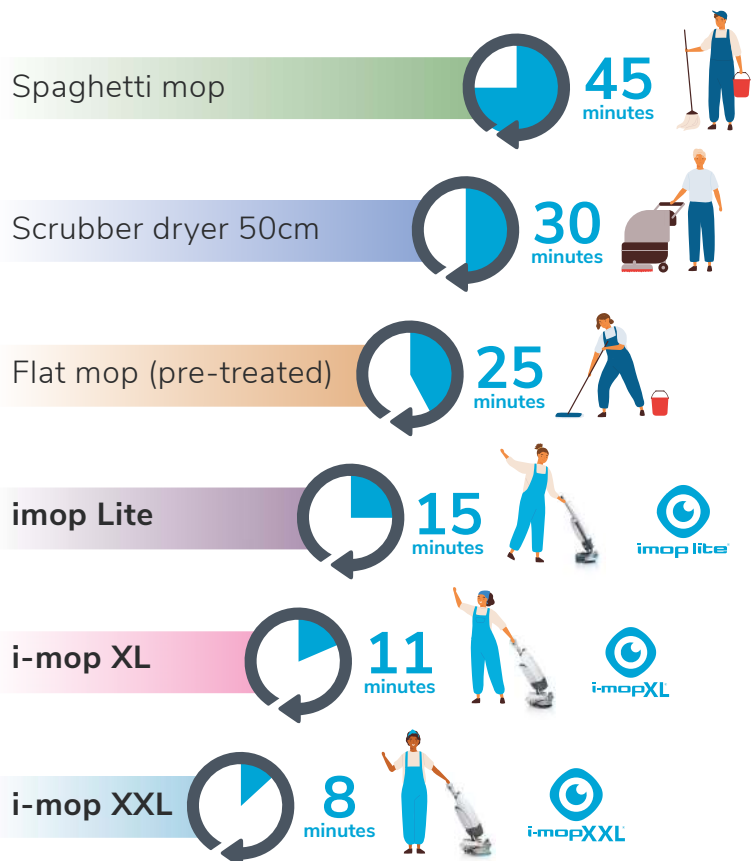 Spaghetti mop
45
minutes
Scrubber dryer 50cm
30
minutes
Flat mop (pre-treated)
25
minutes
imop Lite
15
minutes
imop lite
i-mop XL
11
minutes
i-mopXL
i-mop XXL
8
minutes
i-mopXXL